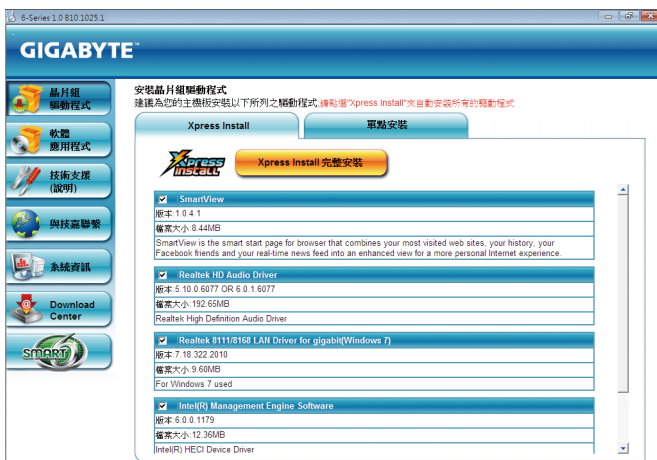 6-Series 1.0 B10.1025.1
GIGABYTE™
晶片組
驅動程式
軟體
應用程式
技術支援
(說明)
與技嘉聯繫
系統資訊
Download
Center
SMART
安裝晶片組驅動程式
建議為您的主機板安裝以下所列之驅動程式;請點選"Xpress Install"來自動安裝所有的驅動程式
Xpress Install
單點安裝
Xpress
INSTALL
Xpress Install 完整安裝
SmartView
版本:1.0.4.1
檔案大小:8.44MB
SmartView is the smart start page for browser that combines your most visited web sites, your history, your
Facebook friends and your real-time news feed into an enhanced view for a more personal Internet experience.
Realtek HD Audio Driver
版本:5.10.0.6077 OR 6.0.1.6077
檔案大小:192.65MB
Realtek High Definition Audio Driver
Realtek 8111/8168 LAN Driver for gigabit(Windows 7)
版本:7.18.322.2010
檔案大小:9.60MB
For Windows 7 used
Intel(R) Management Engine Software
版本:6.0.0.1179
檔案大小:12.36MB
Intel(R) HECI Device Driver